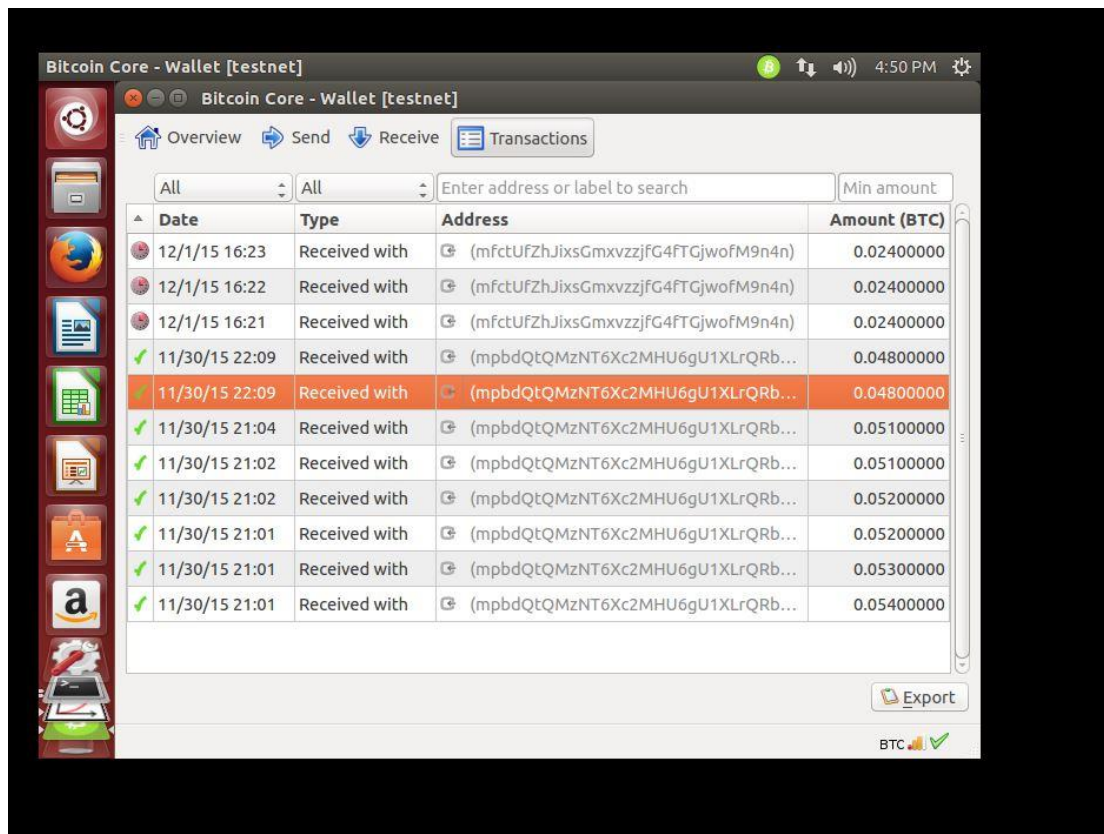 Bitcoin Core - Wallet [testnet] 4:50 PM
Bitcoin Core - Wallet [testnet]
Overview Send Receive Transactions
All All Enter address or label to search Min amount
Date Type Address Amount (BTC)
12/1/15 16:23 Received with (mfctUfZhJixsGmxvzzjfG4fTGjwofM9n4n) 0.02400000
12/1/15 16:22 Received with (mfctUfZhJixsGmxvzzjfG4fTGjwofM9n4n) 0.02400000
12/1/15 16:21 Received with (mfctUfZhJixsGmxvzzjfG4fTGjwofM9n4n) 0.02400000
11/30/15 22:09 Received with (mpbdQtQMzNT6Xc2MHU6gU1XLrQRb... 0.04800000
11/30/15 22:09 Received with (mpbdQtQMzNT6Xc2MHU6gU1XLrQRb... 0.04800000
11/30/15 21:04 Received with (mpbdQtQMzNT6Xc2MHU6gU1XLrQRb... 0.05100000
11/30/15 21:02 Received with (mpbdQtQMzNT6Xc2MHU6gU1XLrQRb... 0.05100000
11/30/15 21:02 Received with (mpbdQtQMzNT6Xc2MHU6gU1XLrQRb... 0.05200000
11/30/15 21:01 Received with (mpbdQtQMzNT6Xc2MHU6gU1XLrQRb... 0.05200000
11/30/15 21:01 Received with (mpbdQtQMzNT6Xc2MHU6gU1XLrQRb... 0.05300000
11/30/15 21:01 Received with (mpbdQtQMzNT6Xc2MHU6gU1XLrQRb... 0.05400000
Export
BTC